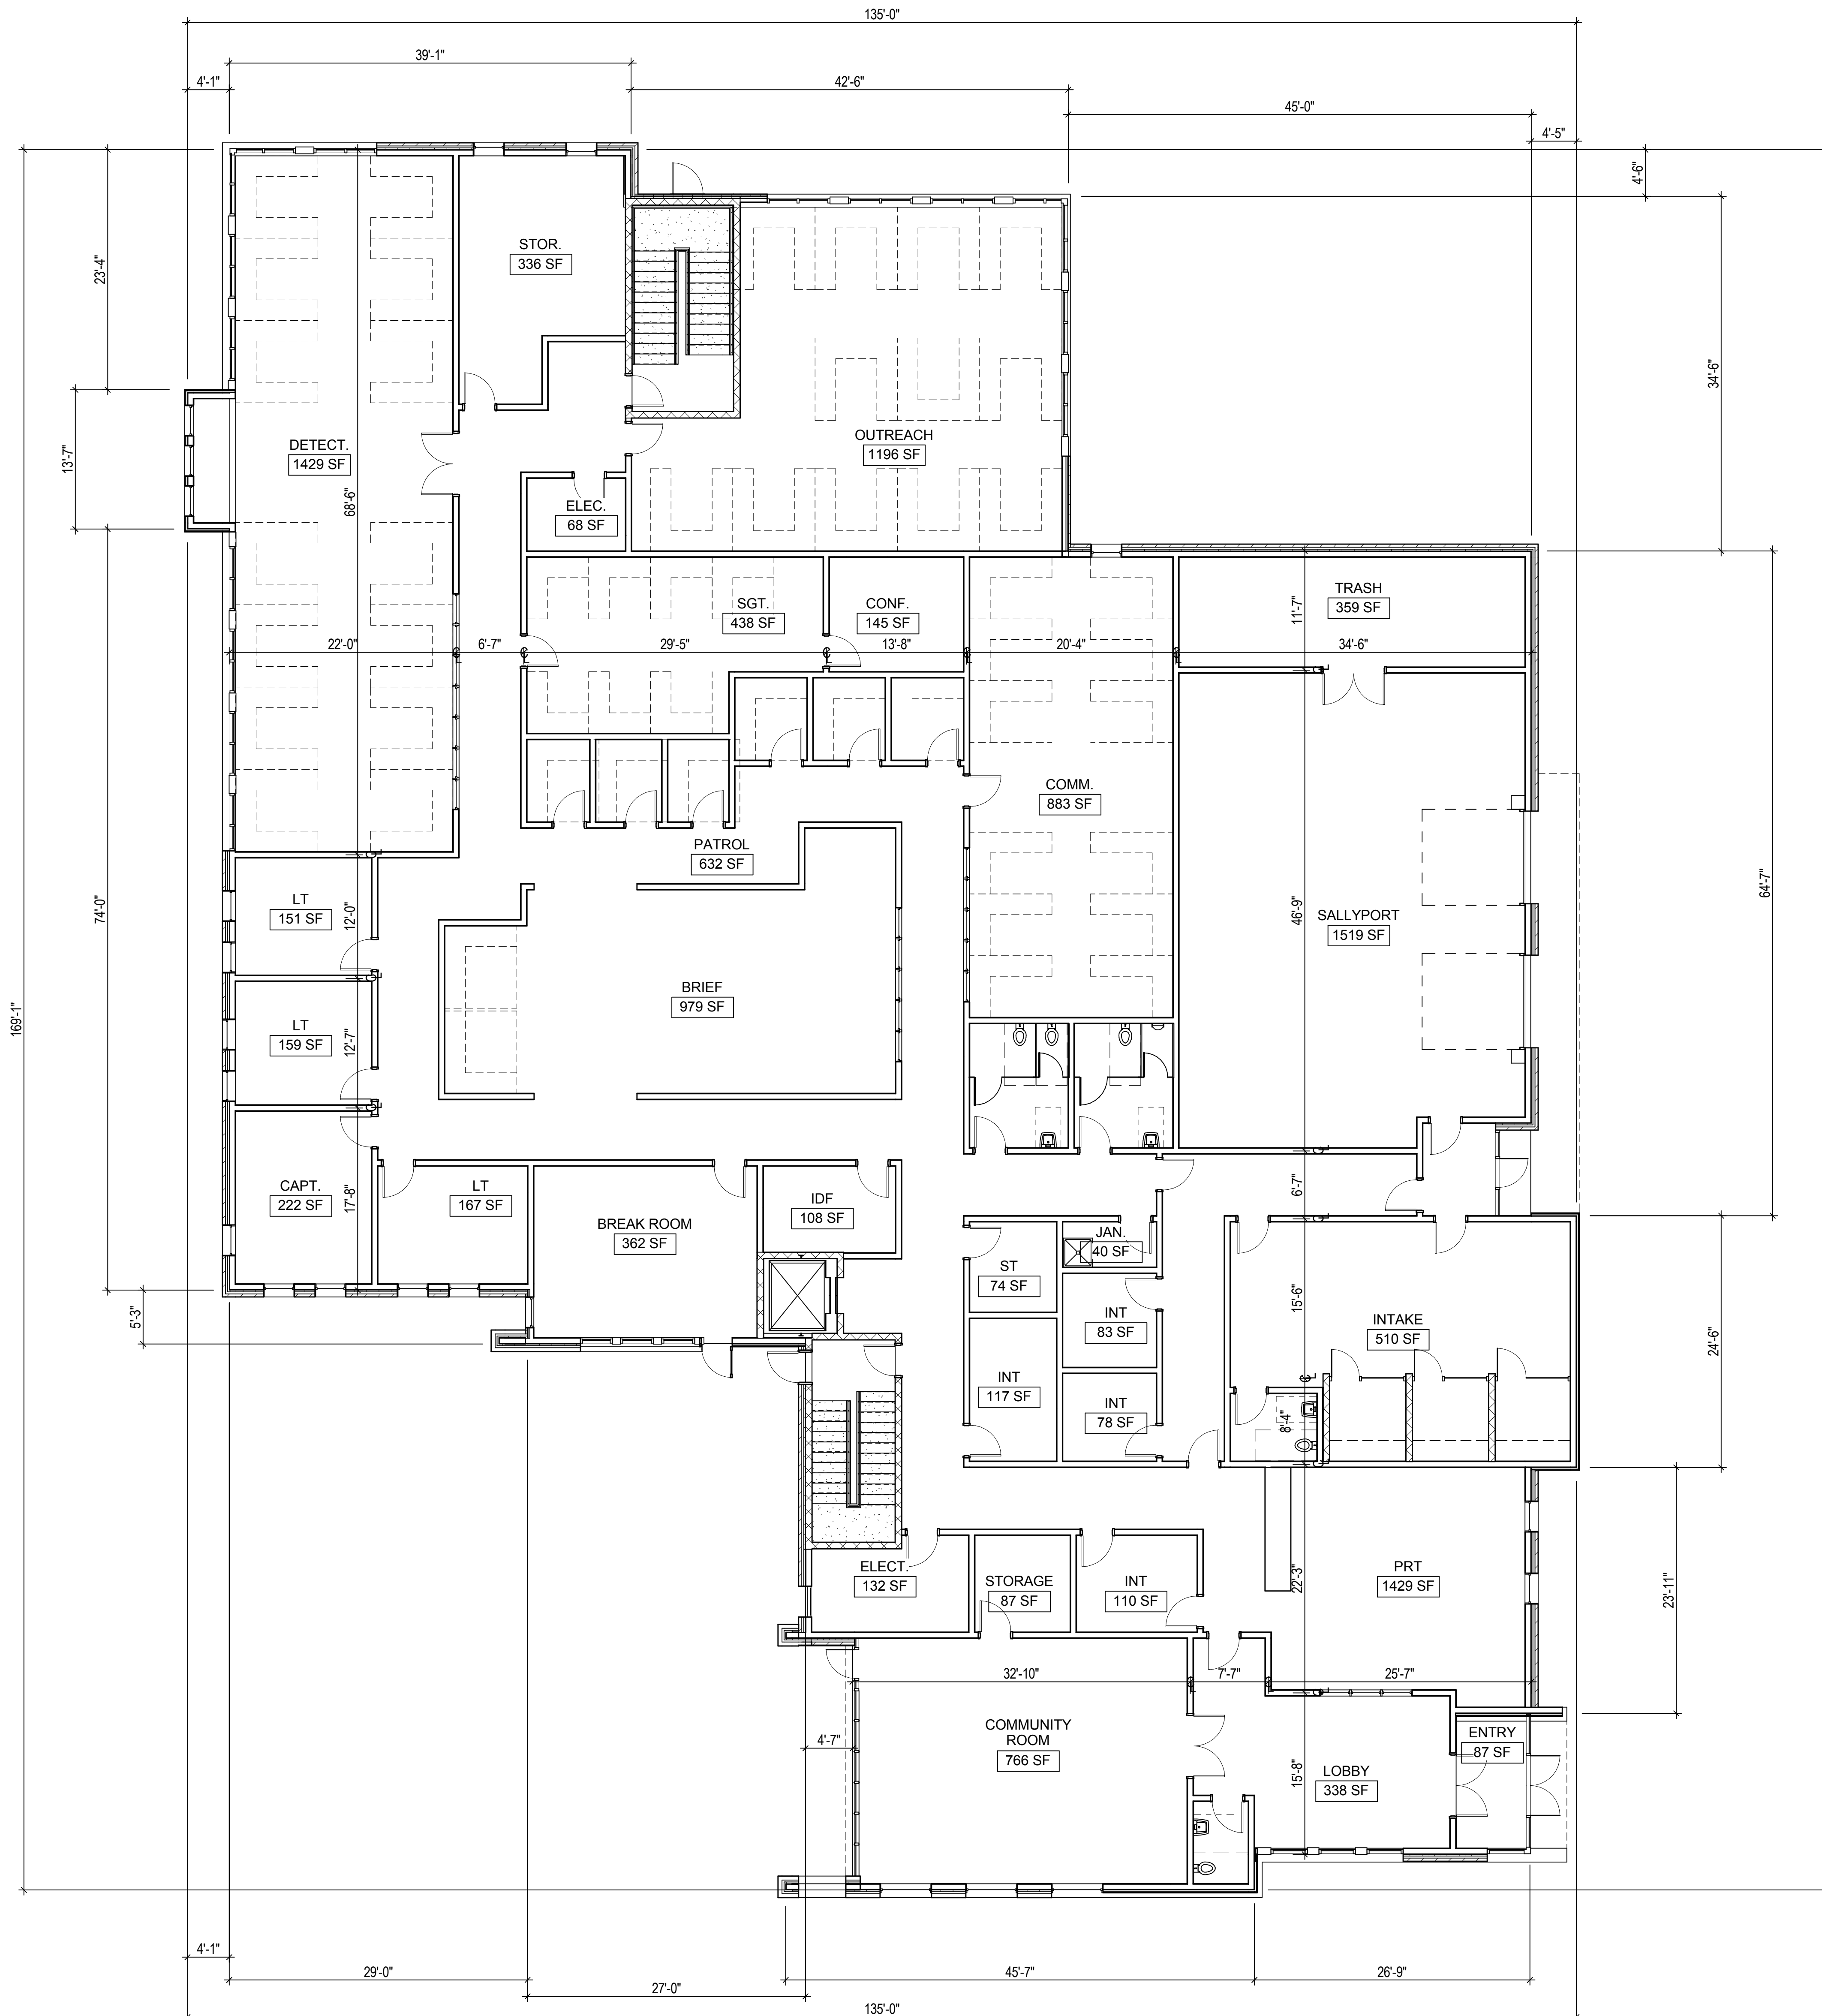 135'-0"
39'-1"
4'-1"
42'-6"
45'-0"
4'-5"
4'-6"
23'-4"
STOR.
336 SF
34'-6"
13'-7"
DETECT.
1429 SF
68'-6"
OUTREACH
1196 SF
ELEC.
68 SF
SGT.
438 SF
CONF.
145 SF
TRASH
359 SF
11'-7"
22'-0"
6'-7"
29'-5"
13'-8"
20'-4"
34'-6"
COMM.
883 SF
PATROL
632 SF
64'-7"
LT
151 SF
12'-0"
74'-0"
SALLYPORT
1519 SF
46'-9"
BRIEF
979 SF
169'-1"
LT
159 SF
12'-7"
CAPT.
222 SF
17'-8"
LT
167 SF
BREAK ROOM
362 SF
IDF
108 SF
6'-7"
JAN.
40 SF
ST
74 SF
INT
83 SF
15'-6"
INTAKE
510 SF
5'-3"
24'-6"
INT
117 SF
INT
78 SF
8'-4"
ELECT.
132 SF
STORAGE
87 SF
INT
110 SF
22'-3"
PRT
1429 SF
23'-11"
32'-10"
7'-7"
25'-7"
COMMUNITY
ROOM
766 SF
4'-7"
ENTRY
87 SF
LOBBY
338 SF
15'-8"
4'-1"
29'-0"
27'-0"
45'-7"
26'-9"
135'-0"